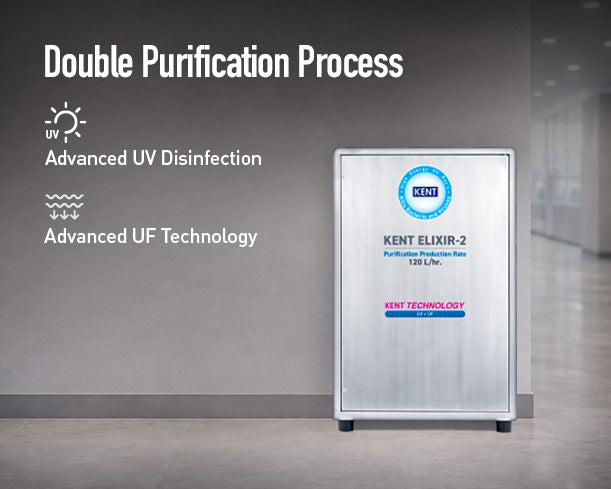 Double Purification Process
UV
Advanced UV Disinfection
Advanced UF Technology
KENT
KENT ELIXIR-2
Purification Production Rate
120 L/hr.
KENT TECHNOLOGY
UV + UF